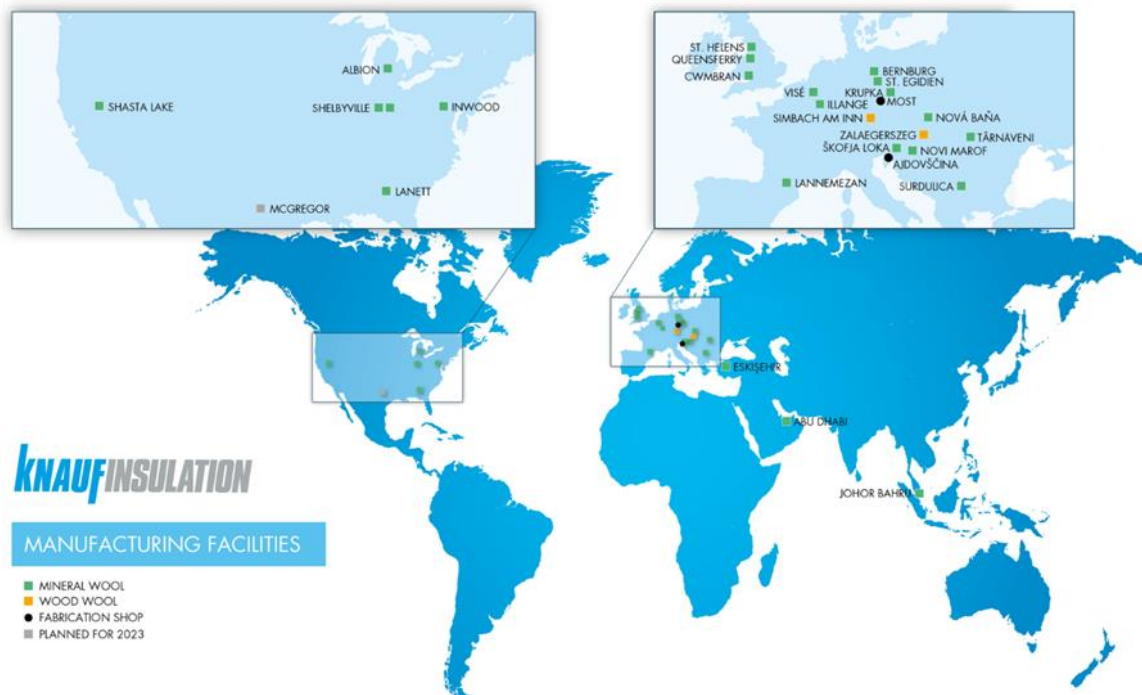 ALBION
SHASTA LAKE
SHELBYVILLE
INWOOD
LANETT
MCGREGOR
ST. HELENS
QUEENSFERRY
CWMBRAN
BERNBURG
ST. EGIDIEN
VISÉ
KRUPKA
MOST
ILLANGE
SIMBACH AM INN
NOVÁ BAŇA
ZALAEGERSZEG
TÂRNAVENI
ŠKOFJA LOKA
NOVI MAROF
AJDOVŠČINA
LANNEMEZAN
SURDULICA
ESKIŞEHIR
ABU DHABI
JOHOR BAHRU
KNAUFINSULATION
MANUFACTURING FACILITIES
MINERAL WOOL
WOOD WOOL
FABRICATION SHOP
PLANNED FOR 2023